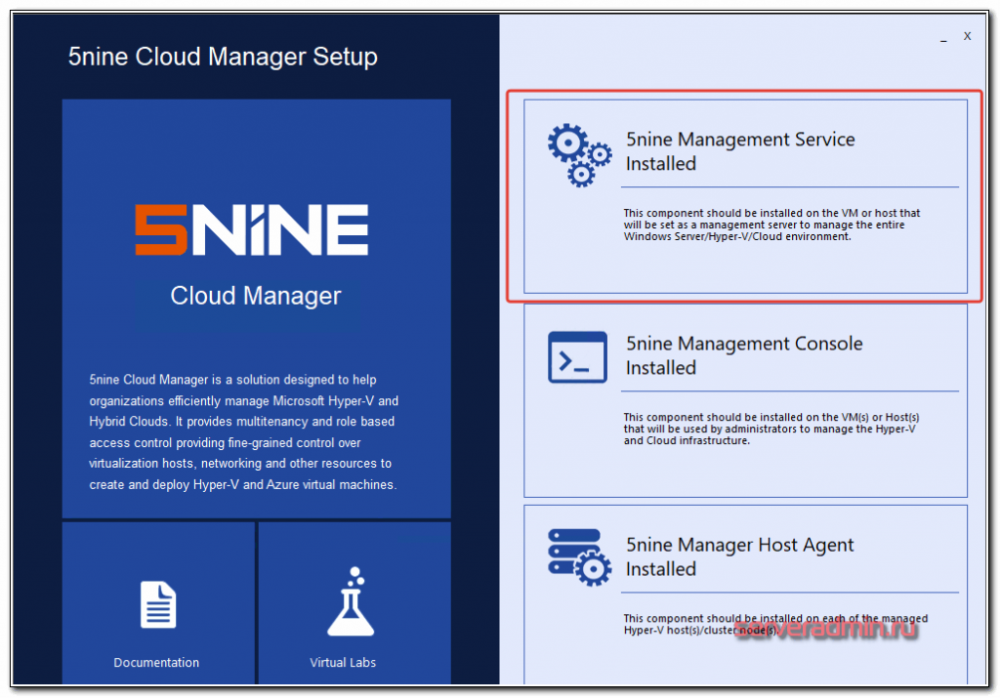 5nine Cloud Manager Setup
_ X
5NINE
Cloud Manager
5nine Cloud Manager is a solution designed to help
organizations efficiently manage Microsoft Hyper-V and
Hybrid Clouds. It provides multitenancy and role based
access control providing fine-grained control over
virtualization hosts, networking and other resources to
create and deploy Hyper-V and Azure virtual machines.
Documentation
Virtual Labs
5nine Management Service
Installed
This component should be installed on the VM or host that
will be set as a management server to manage the entire
Windows Server/Hyper-V/Cloud environment.
5nine Management Console
Installed
This component should be installed on the VM(s) or Host(s)
that will be used by administrators to manage the Hyper-V
and Cloud infrastructure.
5nine Manager Host Agent
Installed
This component should be installed on each of the managed
Hyper-V host(s)/cluster node(s).
serveradmin.ru